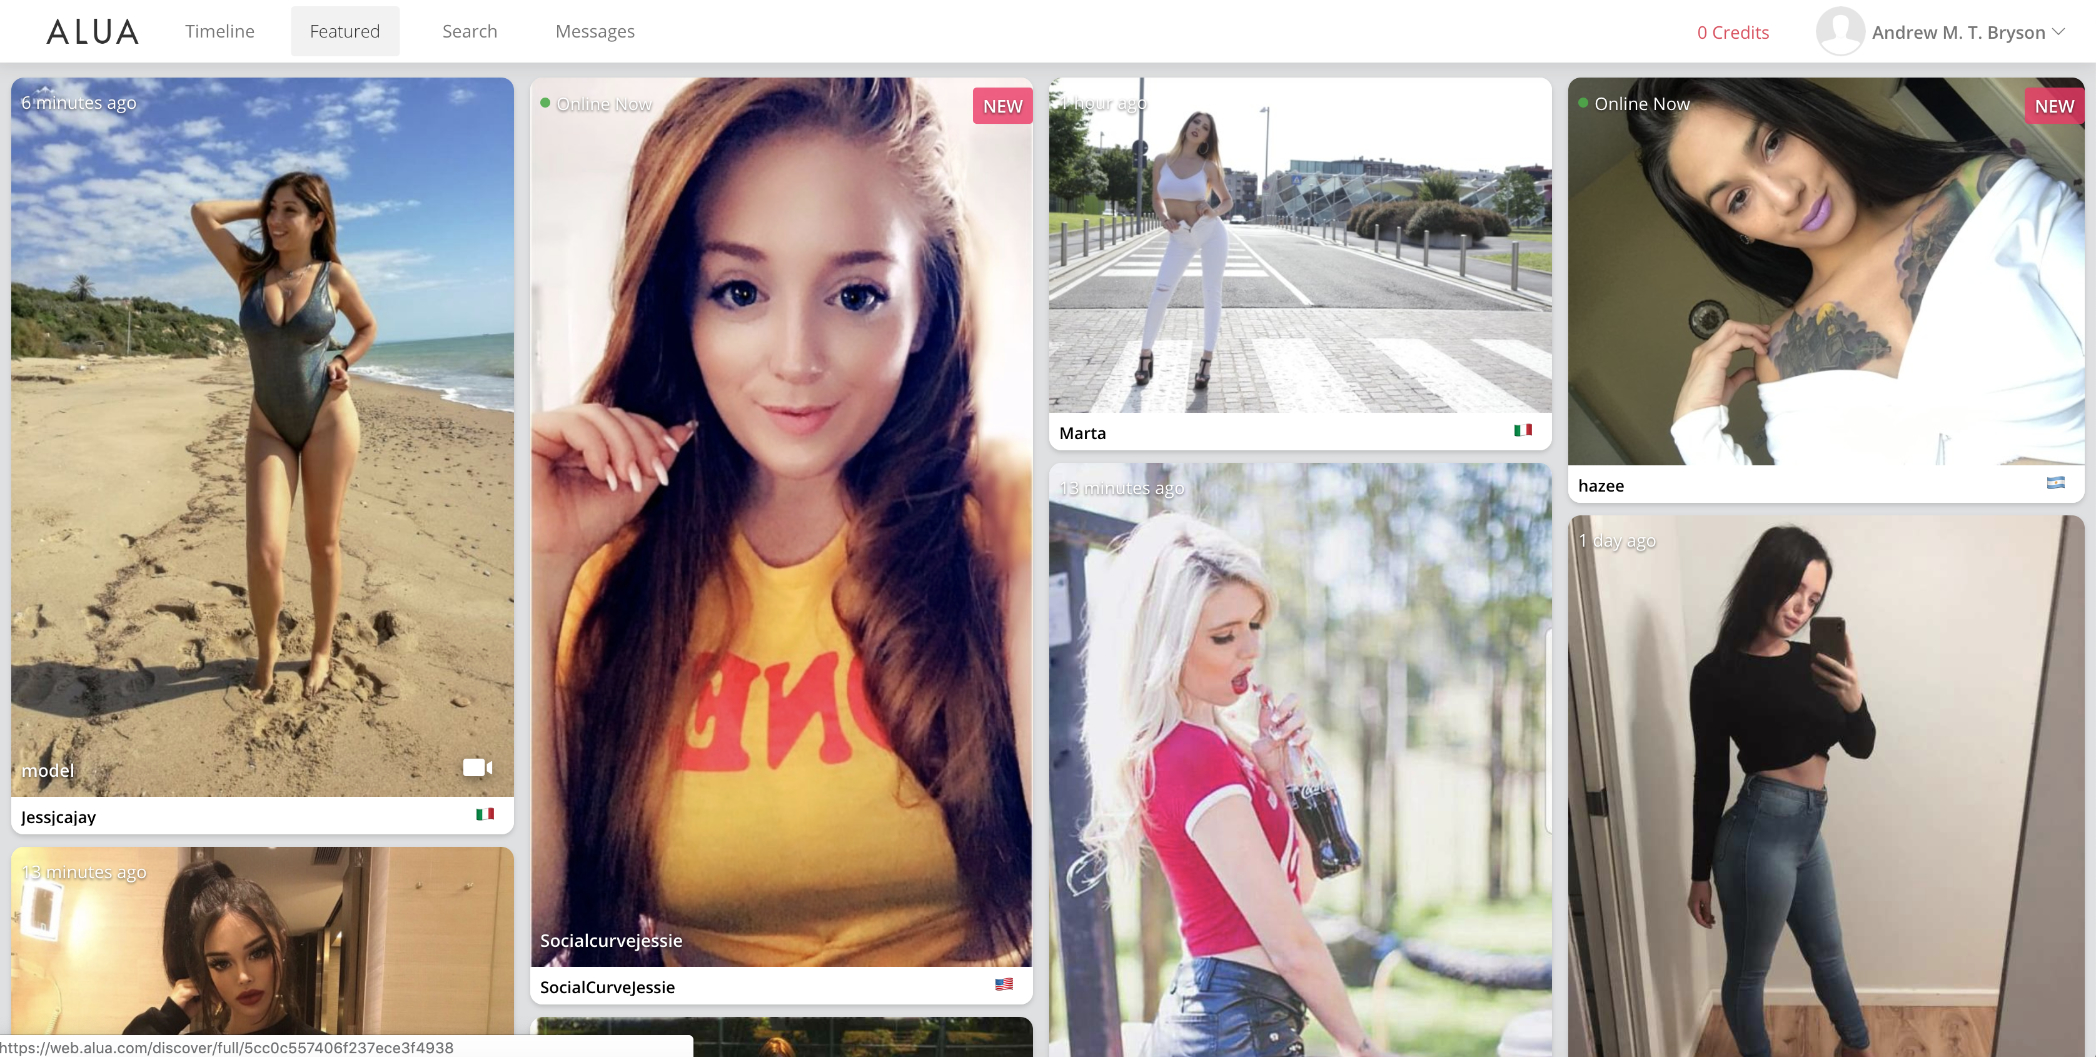 ALUA
Timeline
Featured
Search
Messages
0 Credits
Andrew M. T. Bryson
6 minutes ago
model
Jessjcajay
13 minutes ago
Online Now
NEW
Socialcurvejessie
SocialCurveJessie
1 hour ago
Marta
13 minutes ago
Coca-Cola
Online Now
NEW
hazee
1 day ago
https://web.alua.com/discover/full/5cc0c557406f237ece3f4938